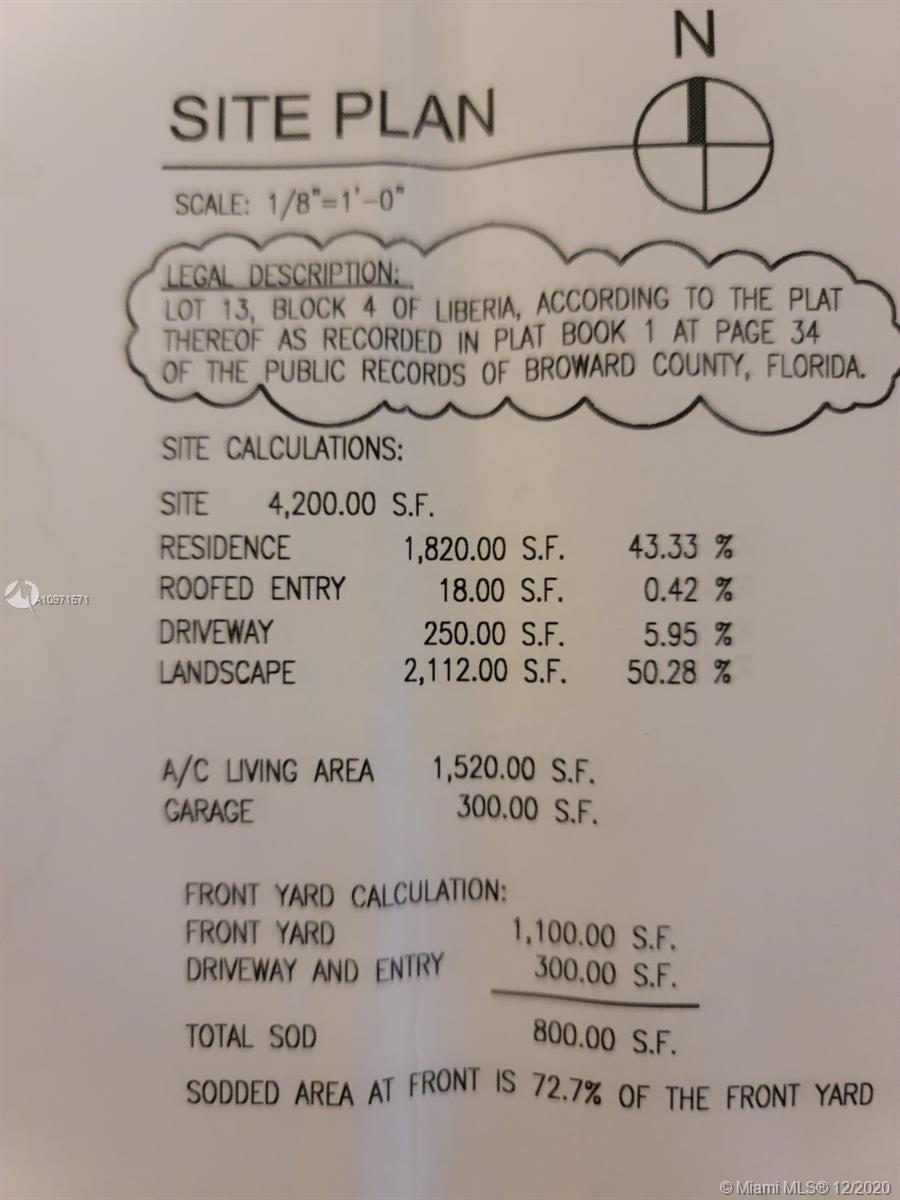 N
SITE PLAN
SCALE: 1/8"=1'-0"
LEGAL DESCRIPTION:
LOT 13, BLOCK 4 OF LIBERIA, ACCORDING TO THE PLAT
THEREOF AS RECORDED IN PLAT BOOK 1 AT PAGE 34
OF THE PUBLIC RECORDS OF BROWARD COUNTY, FLORIDA.
SITE CALCULATIONS:
SITE 4,200.00 S.F.
RESIDENCE 1,820.00 S.F. 43.33 %
ROOFED ENTRY 18.00 S.F. 0.42 %
A10971571
DRIVEWAY 250.00 S.F. 5.95 %
LANDSCAPE 2,112.00 S.F. 50.28 %
A/C LIVING AREA 1,520.00 S.F.
GARAGE 300.00 S.F.
FRONT YARD CALCULATION:
FRONT YARD 1,100.00 S.F.
DRIVEWAY AND ENTRY 300.00 S.F.
TOTAL SOD 800.00 S.F.
SODDED AREA AT FRONT IS 72.7% OF THE FRONT YARD
© Miami MLS® 12/2020